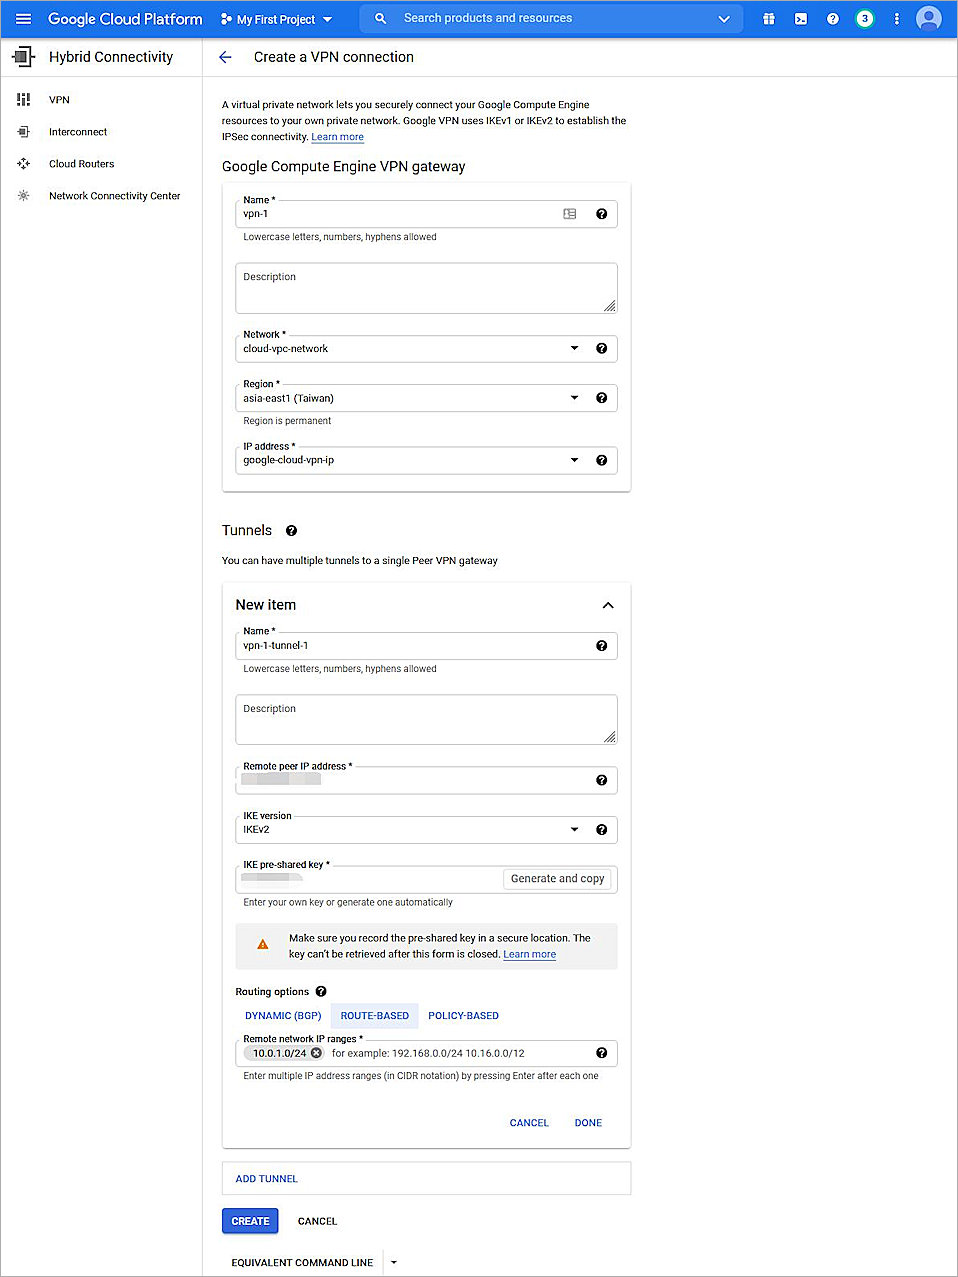 Google Cloud Platform
My First Project
Search products and resources
3
Hybrid Connectivity
Create a VPN connection
VPN
Interconnect
Cloud Routers
Network Connectivity Center
A virtual private network lets you securely connect your Google Compute Engine
resources to your own private network. Google VPN uses IKEv1 or IKEv2 to establish the
IPSec connectivity. Learn more
Google Compute Engine VPN gateway
Name *
vpn-1
Lowercase letters, numbers, hyphens allowed
Description
Network *
cloud-vpc-network
Region *
asia-east1 (Taiwan)
Region is permanent
IP address *
google-cloud-vpn-ip
Tunnels
You can have multiple tunnels to a single Peer VPN gateway
New item
Name *
vpn-1-tunnel-1
Lowercase letters, numbers, hyphens allowed
Description
Remote peer IP address *
IKE version
IKEv2
IKE pre-shared key *
Generate and copy
Enter your own key or generate one automatically
Make sure you record the pre-shared key in a secure location. The
key can't be retrieved after this form is closed. Learn more
Routing options
DYNAMIC (BGP) ROUTE-BASED POLICY-BASED
Remote network IP ranges *
10.0.1.0/24 for example: 192.168.0.0/24 10.16.0.0/12
Enter multiple IP address ranges (in CIDR notation) by pressing Enter after each one
CANCEL DONE
ADD TUNNEL
CREATE CANCEL
EQUIVALENT COMMAND LINE